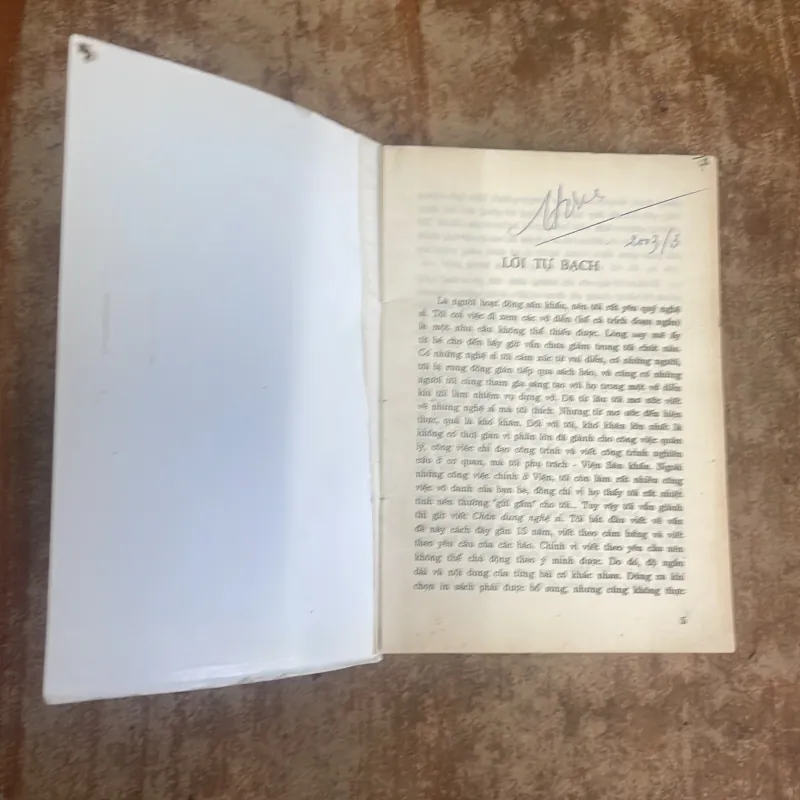 2003/3
LỜI TỰ BẠCH
Là người hoạt động sân khấu, nên tôi rất yêu quý nghệ
sĩ. Tôi coi việc đi xem các vở diễn (kể cả trích đoạn ngắn)
là một nhu cầu không thể thiếu được. Lòng say mê ấy
từ bé cho đến bây giờ vẫn chưa giảm trong tôi chút nào.
Có những nghệ sĩ tôi cảm xúc từ vai diễn, có những người,
tôi bị rung động gián tiếp qua sách báo, và cũng có những
người tôi cùng tham gia sáng tạo với họ trong một vở diễn
khi tôi làm nhiệm vụ dựng vở. Đã từ lâu tôi mơ ước viết
về những nghệ sĩ mà tôi thích. Nhưng từ mơ ước đến hiện
thực, quả là khó khăn. Đối với tôi, khó khăn lớn nhất là
không có thời gian vì phần lớn đã giành cho công việc quản
lý, công việc chỉ đạo công trình và viết công trình nghiên
cứu ở cơ quan, mà tôi phụ trách - Viện Sân khấu. Ngoài
những công việc chính ở Viện, tôi còn làm rất nhiều công
việc vô danh của bạn bè, đồng chí vì họ thấy tôi rất nhiệt
tình nên thường "gửi gắm" cho tôi... Tuy vậy tôi vẫn giành
thì giờ viết Chân dung nghệ sĩ. Tôi bắt đầu viết về vấn
đề này cách đây gần 15 năm, viết theo cảm hứng và viết
theo yêu cầu của các báo. Chính vì viết theo yêu cầu nên
không thể chủ động theo ý mình được. Do đó, độ ngắn
dài và nội dung của từng bài có khác nhau. Đúng ra khi
chọn in sách phải được bổ sung, nhưng cũng không thực
5